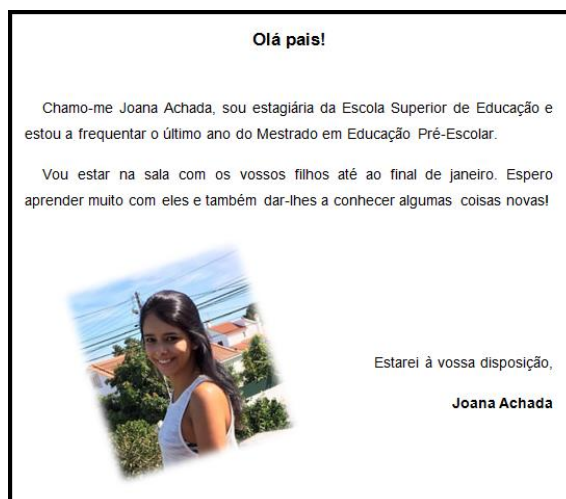 Olá pais!
Chamo-me Joana Achada, sou estagiária da Escola Superior de Educação e
estou a frequentar o último ano do Mestrado em Educação Pré-Escolar.
Vou estar na sala com os vossos filhos até ao final de janeiro. Espero
aprender muito com eles e também dar-lhes a conhecer algumas coisas novas!
Estarei à vossa disposição,
Joana Achada